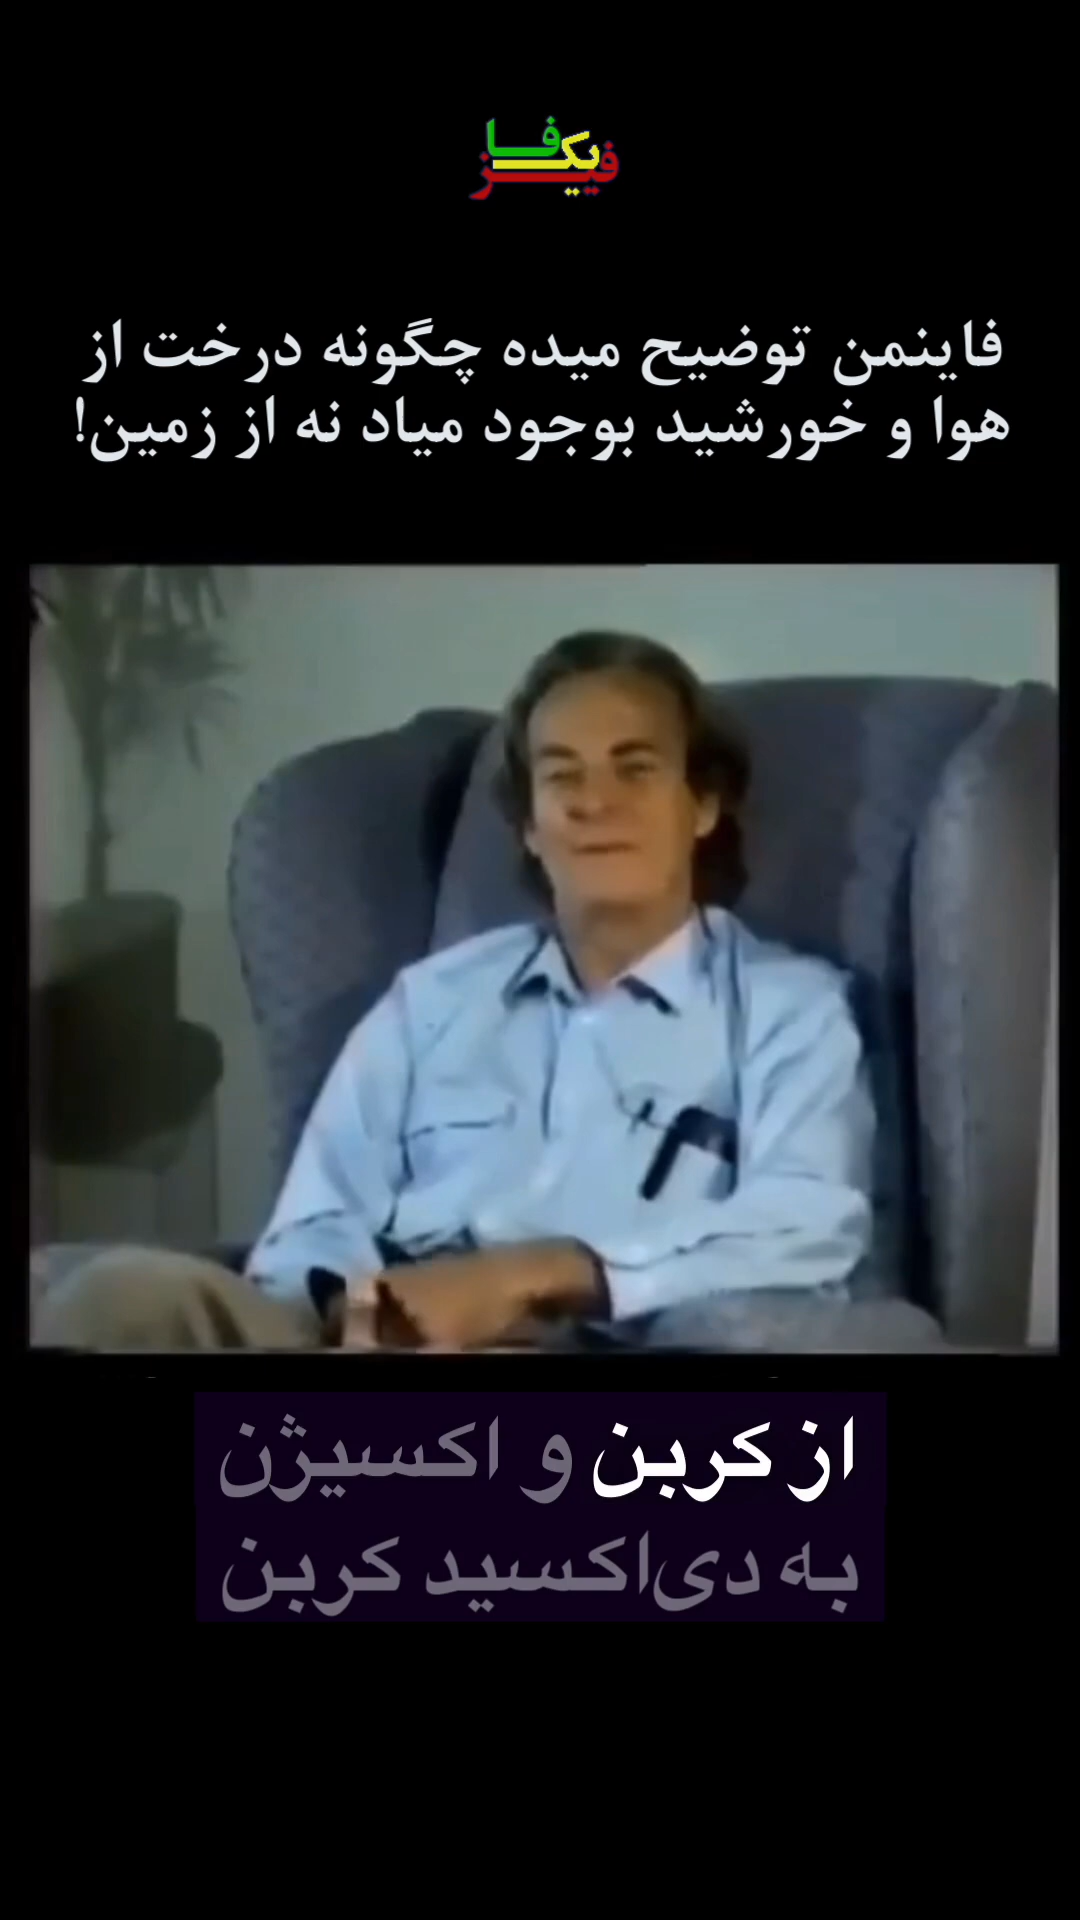 فیزیک فا
فاینمن توضیح میده چگونه درخت از
هوا و خورشید بوجود میاد نه از زمین!
از کربن و اکسیژن
به دی‌اکسید کربن